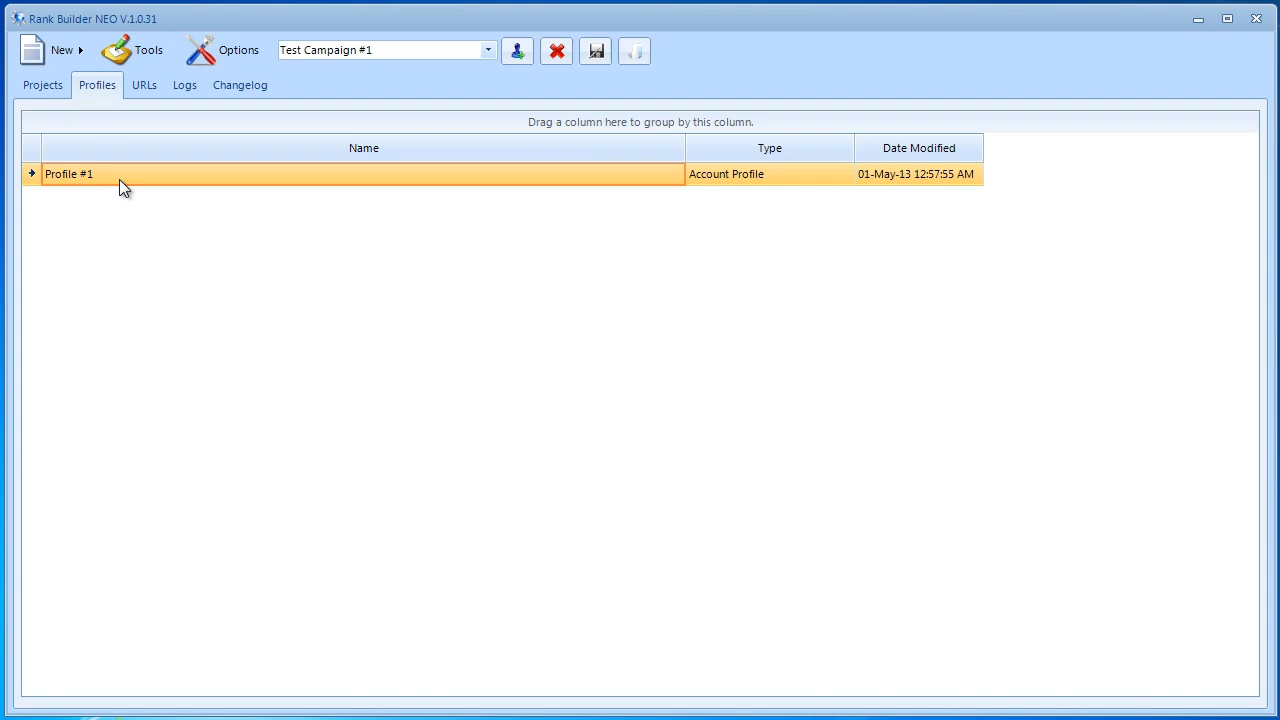 Rank Builder NEO V.1.0.31
New Tools Options Test Campaign #1
Projects Profiles URLs Logs Changelog
Drag a column here to group by this column.
Name Type Date Modified
Profile #1 Account Profile 01-May-13 12:57:55 AM